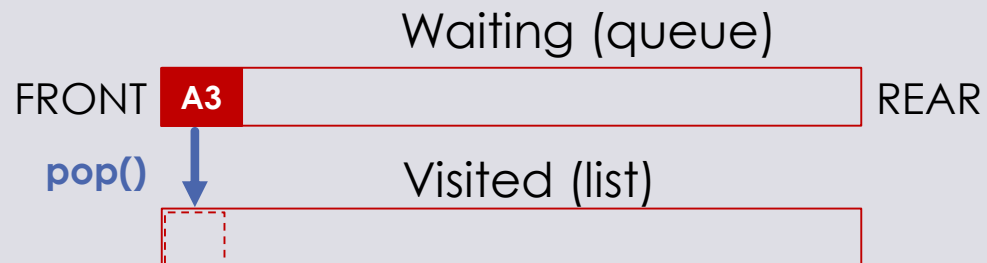 Waiting (queue)
FRONT A3 REAR
pop() Visited (list)